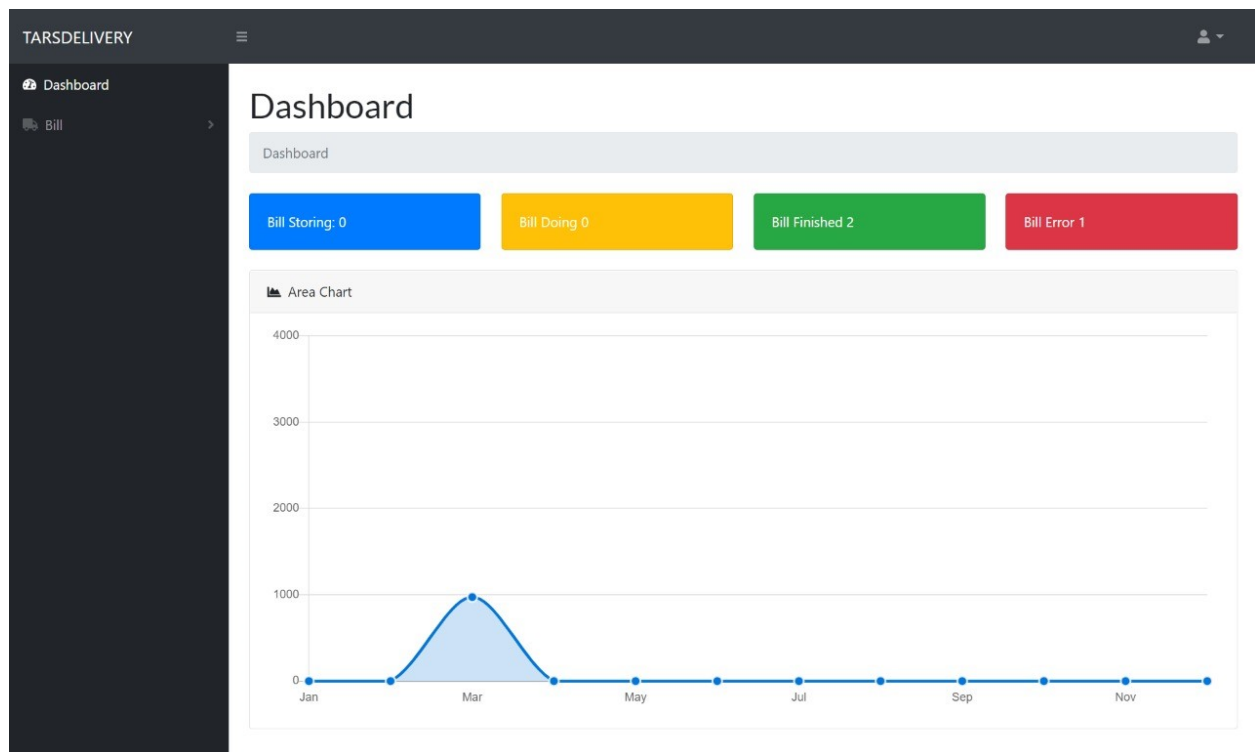 TARSDELIVERY
Dashboard
Bill
Dashboard
Dashboard
Bill Storing: 0
Bill Doing 0
Bill Finished 2
Bill Error 1
Area Chart
4000
3000
2000
1000
0
Jan Mar May Jul Sep Nov